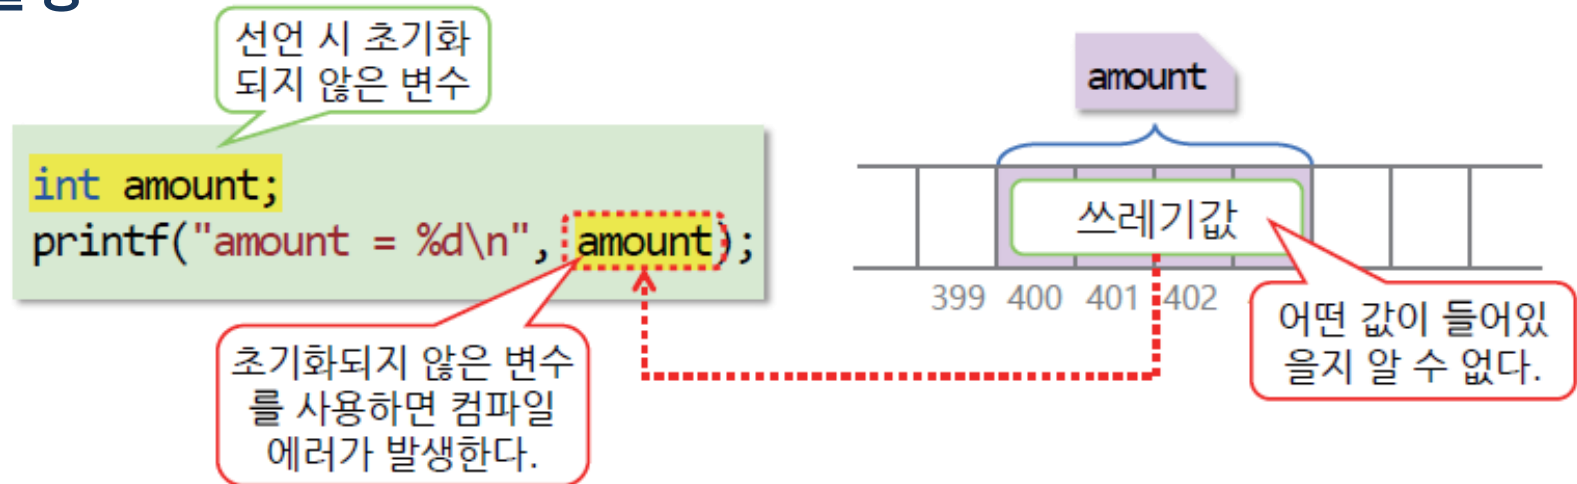 선언 시 초기화
되지 않은 변수
int amount;
printf("amount = %d\n", amount);
초기화되지 않은 변수
를 사용하면 컴파일
에러가 발생한다.
amount
쓰레기값
399 400 401 402
어떤 값이 들어있
을지 알 수 없다.